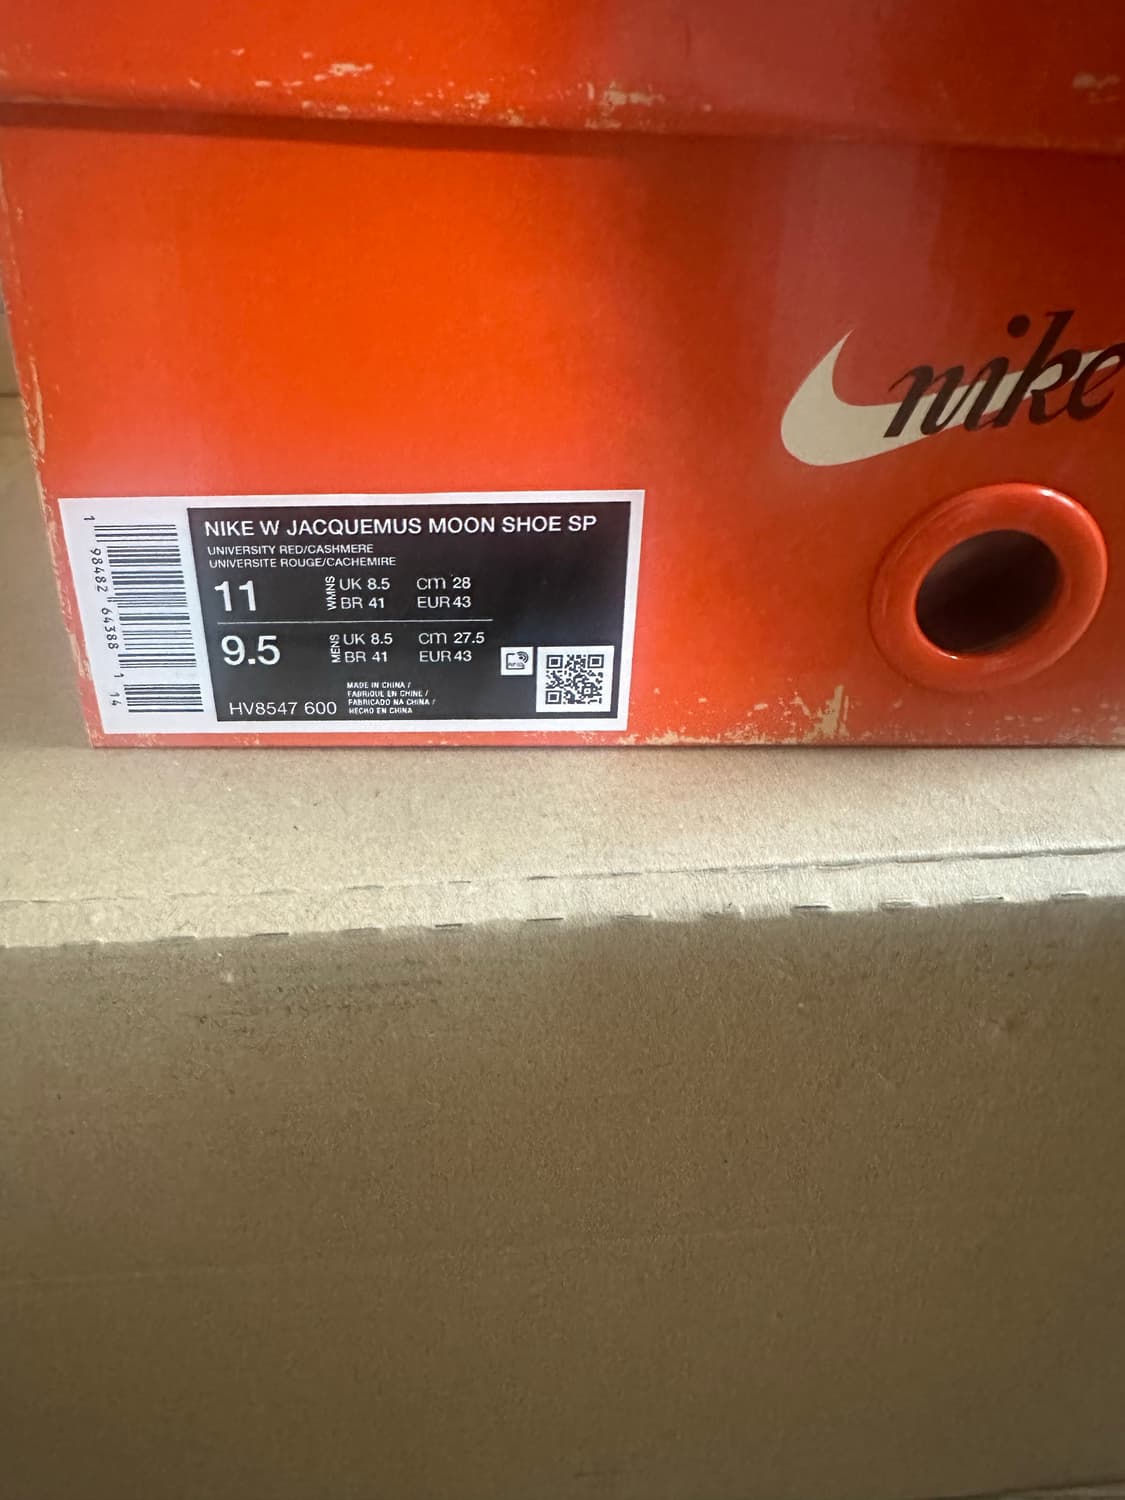 nike
NIKE W JACQUEMUS MOON SHOE SP
UNIVERSITY RED/CASHMERE
UNIVERSITE ROUGE/CACHEMIRE
11 WMNS UK 8.5 cm 28
BR 41 EUR 43
9.5 MENS UK 8.5 cm 27.5
BR 41 EUR 43
MADE IN CHINA /
FABRIQUÉ EN CHINE /
FABRICADO NA CHINA /
HECHO EN CHINA
HV8547 600
RFID
1 98482 64388 1 14